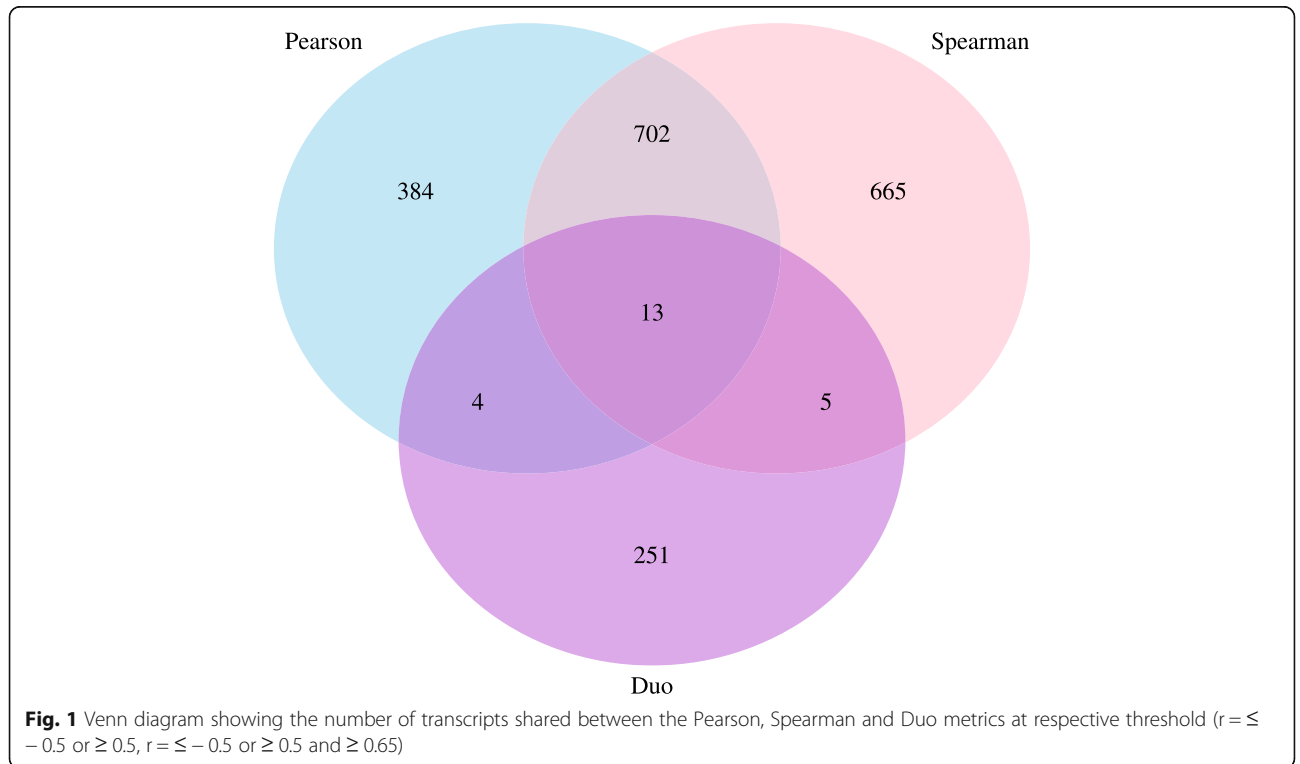 Pearson
Spearman
702
384
665
13
4
5
251
Duo
Fig. 1 Venn diagram showing the number of transcripts shared between the Pearson, Spearman and Duo metrics at respective threshold (r = ≤
− 0.5 or ≥ 0.5, r = ≤ − 0.5 or ≥ 0.5 and ≥ 0.65)